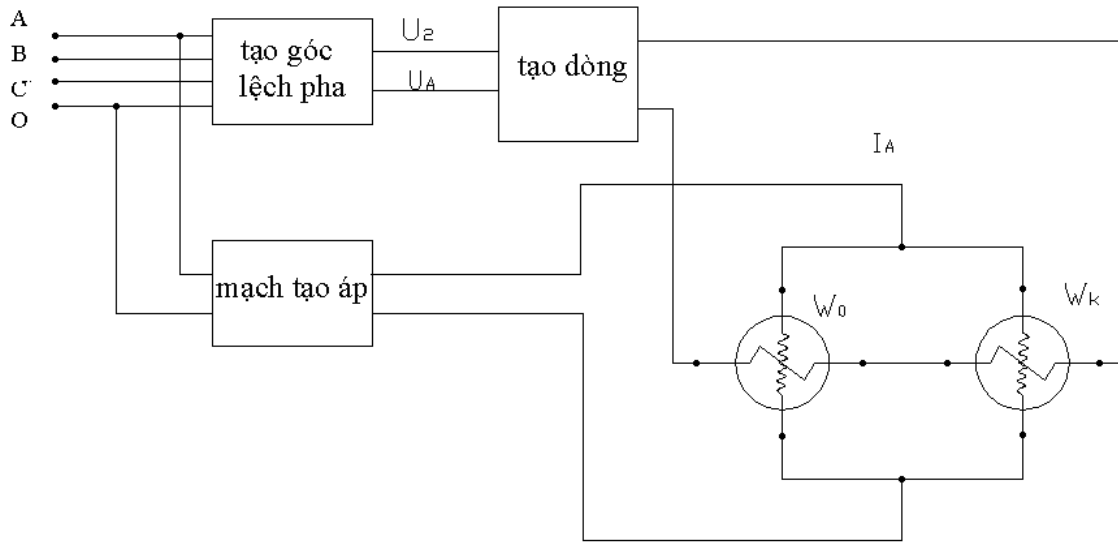 A
B
C'
O
tạo góc
lệch pha
U2
UA
tạo dòng
IA
mạch tạo áp
W0
Wk